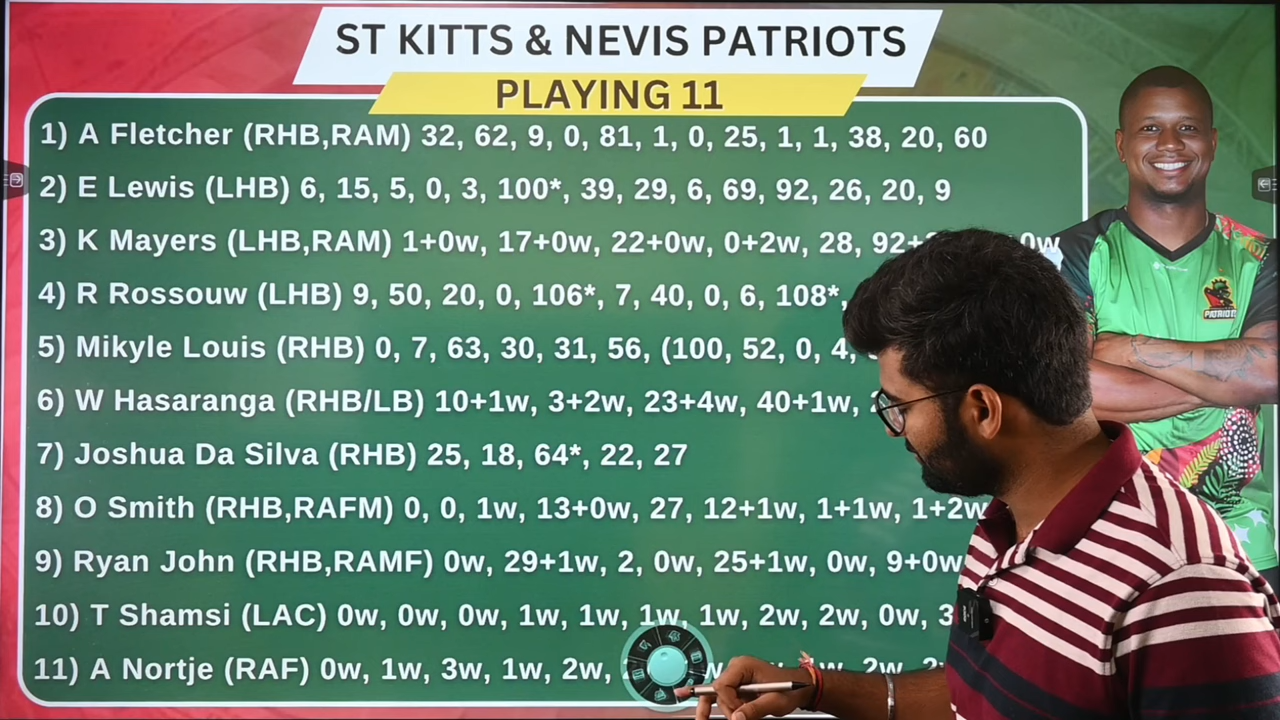 ST KITTS & NEVIS PATRIOTS
PLAYING 11
1) A Fletcher (RHB,RAM) 32, 62, 9, 0, 81, 1, 0, 25, 1, 1, 38, 20, 60
2) E Lewis (LHB) 6, 15, 5, 0, 3, 100*, 39, 29, 6, 69, 92, 26, 20, 9
3) K Mayers (LHB,RAM) 1+0w, 17+0w, 22+0w, 0+2w, 28, 92+
4) R Rossouw (LHB) 9, 50, 20, 0, 106*, 7, 40, 0, 6, 108*,
5) Mikyle Louis (RHB) 0, 7, 63, 30, 31, 56, (100, 52, 0, 4,
6) W Hasaranga (RHB/LB) 10+1w, 3+2w, 23+4w, 40+1w,
7) Joshua Da Silva (RHB) 25, 18, 64*, 22, 27
8) O Smith (RHB,RAFM) 0, 0, 1w, 13+0w, 27, 12+1w, 1+1w, 1+2w
9) Ryan John (RHB,RAMF) 0w, 29+1w, 2, 0w, 25+1w, 0w, 9+0w
10) T Shamsi (LAC) 0w, 0w, 0w, 1w, 1w, 1w, 1w, 2w, 2w, 0w, 3
11) A Nortje (RAF) 0w, 1w, 3w, 1w, 2w, 2w,
PATRIOTS